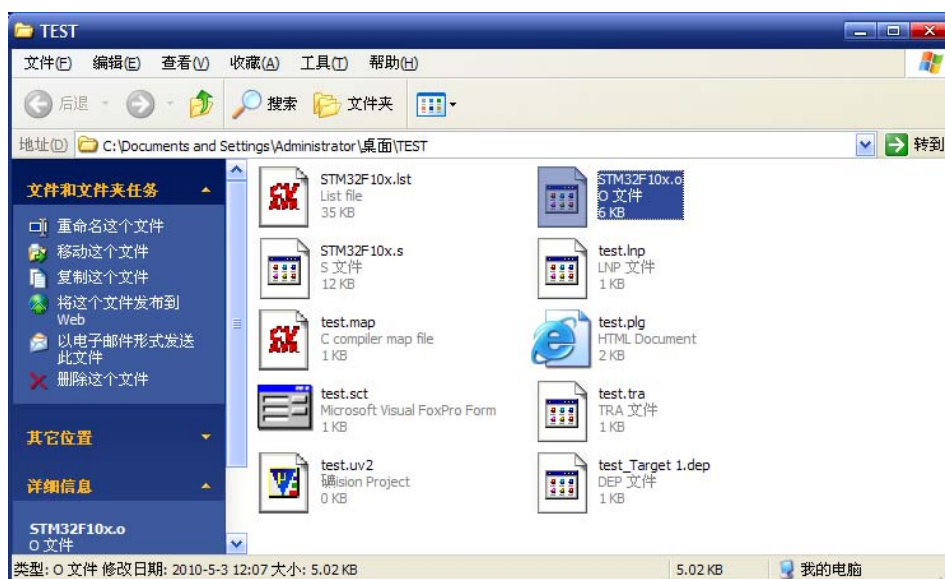 TEST
文件(F) 编辑(E) 查看(V) 收藏(A) 工具(T) 帮助(H)
后退 搜索 文件夹
地址(D) C:\Documents and Settings\Administrator\桌面\TEST 转到
文件和文件夹任务
重命名这个文件
移动这个文件
复制这个文件
将这个文件发布到
Web
以电子邮件形式发送
此文件
删除这个文件
其它位置
详细信息
STM32F10x.o
O 文件
STM32F10x.lst
List file
35 KB
STM32F10x.o
O 文件
6 KB
STM32F10x.s
S 文件
12 KB
test.lnp
LNP 文件
1 KB
test.map
C compiler map file
1 KB
test.plg
HTML Document
2 KB
test.sct
Microsoft Visual FoxPro Form
1 KB
test.tra
TRA 文件
1 KB
test.uv2
礦ision Project
0 KB
test_Target 1.dep
DEP 文件
1 KB
类型: O 文件 修改日期: 2010-5-3 12:07 大小: 5.02 KB 5.02 KB 我的电脑